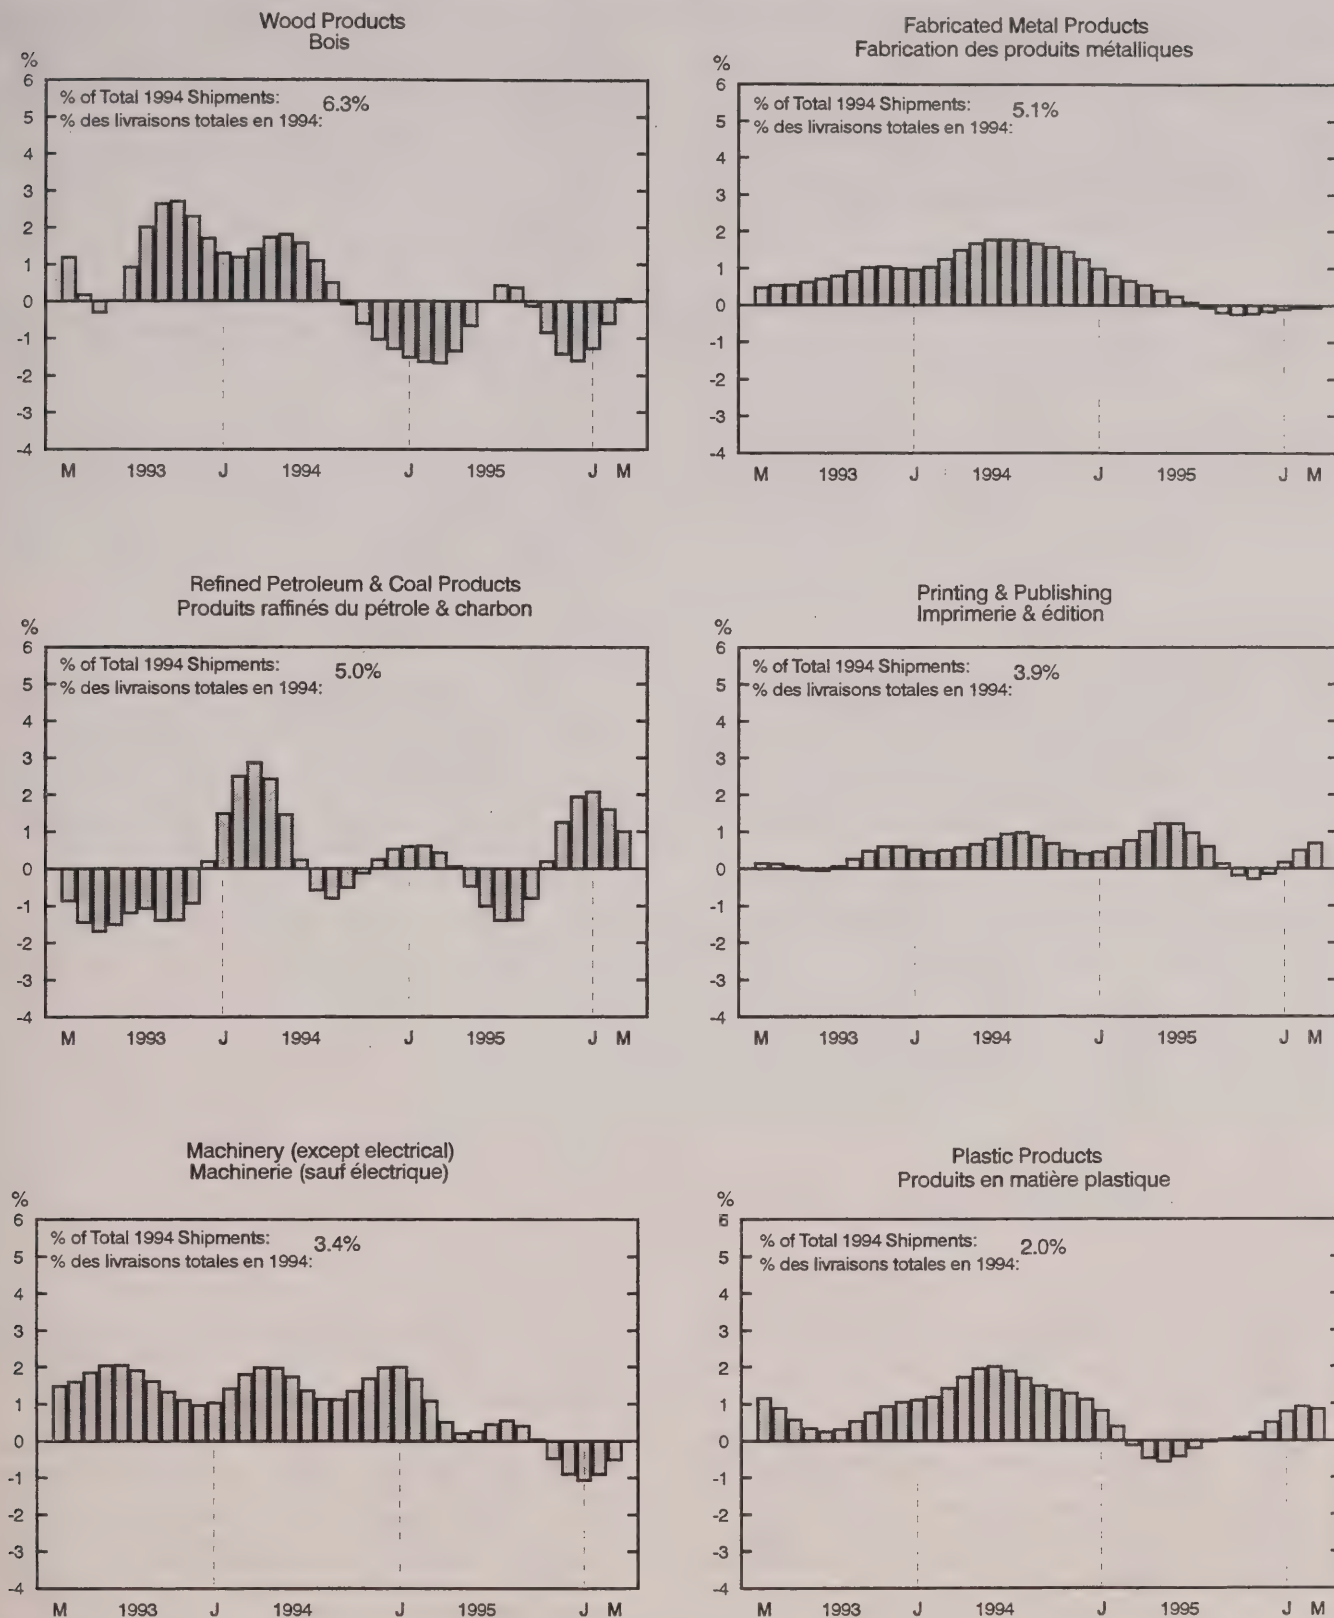 Wood Products
Bois
%
6
5
4
3
2
1
0
-1
-2
-3
-4
% of Total 1994 Shipments: 6.3%
% des livraisons totales en 1994:
M 1993 J 1994 J 1995 J M
Fabricated Metal Products
Fabrication des produits métalliques
%
6
5
4
3
2
1
0
-1
-2
-3
-4
% of Total 1994 Shipments: 5.1%
% des livraisons totales en 1994:
M 1993 J 1994 J 1995 J M
Refined Petroleum & Coal Products
Produits raffinés du pétrole & charbon
%
6
5
4
3
2
1
0
-1
-2
-3
-4
% of Total 1994 Shipments: 5.0%
% des livraisons totales en 1994:
M 1993 J 1994 J 1995 J M
Printing & Publishing
Imprimerie & édition
%
6
5
4
3
2
1
0
-1
-2
-3
-4
% of Total 1994 Shipments: 3.9%
% des livraisons totales en 1994:
M 1993 J 1994 J 1995 J M
Machinery (except electrical)
Machinerie (sauf électrique)
%
6
5
4
3
2
1
0
-1
-2
-3
-4
% of Total 1994 Shipments: 3.4%
% des livraisons totales en 1994:
M 1993 J 1994 J 1995 J M
Plastic Products
Produits en matière plastique
%
6
5
4
3
2
1
0
-1
-2
-3
-4
% of Total 1994 Shipments: 2.0%
% des livraisons totales en 1994:
M 1993 J 1994 J 1995 J M